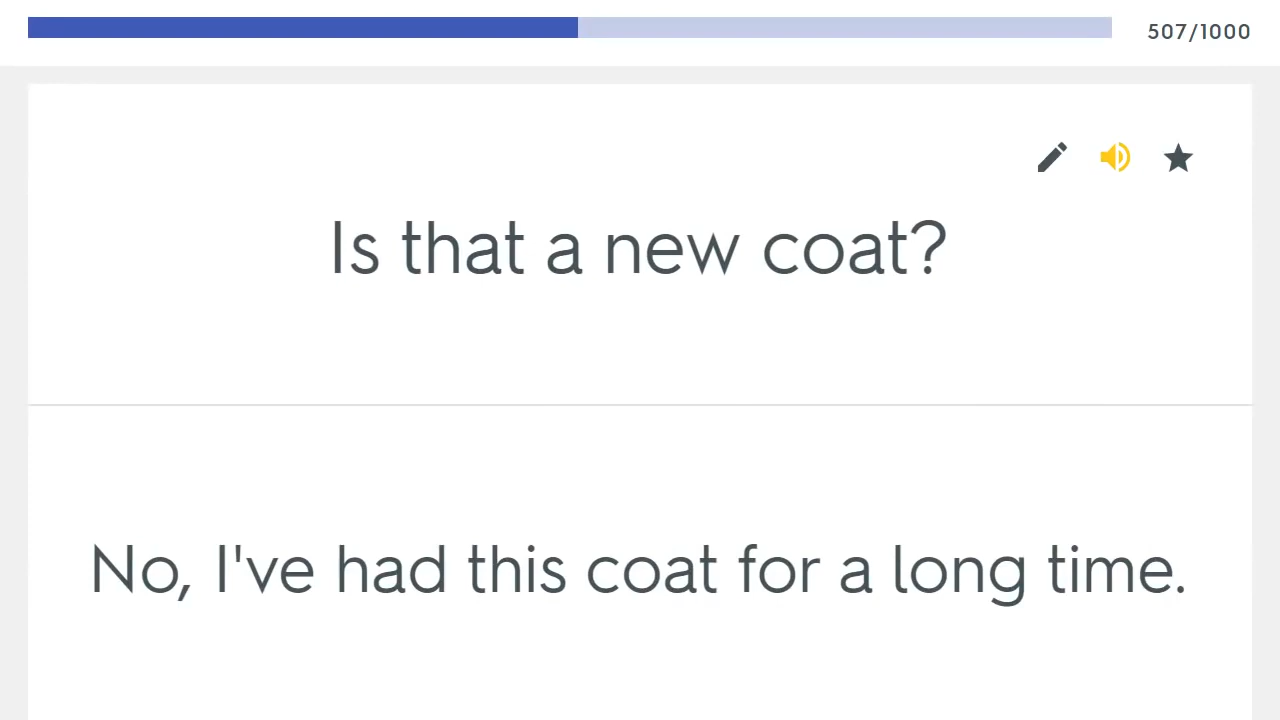 507/1000
Is that a new coat?
No, I've had this coat for a long time.